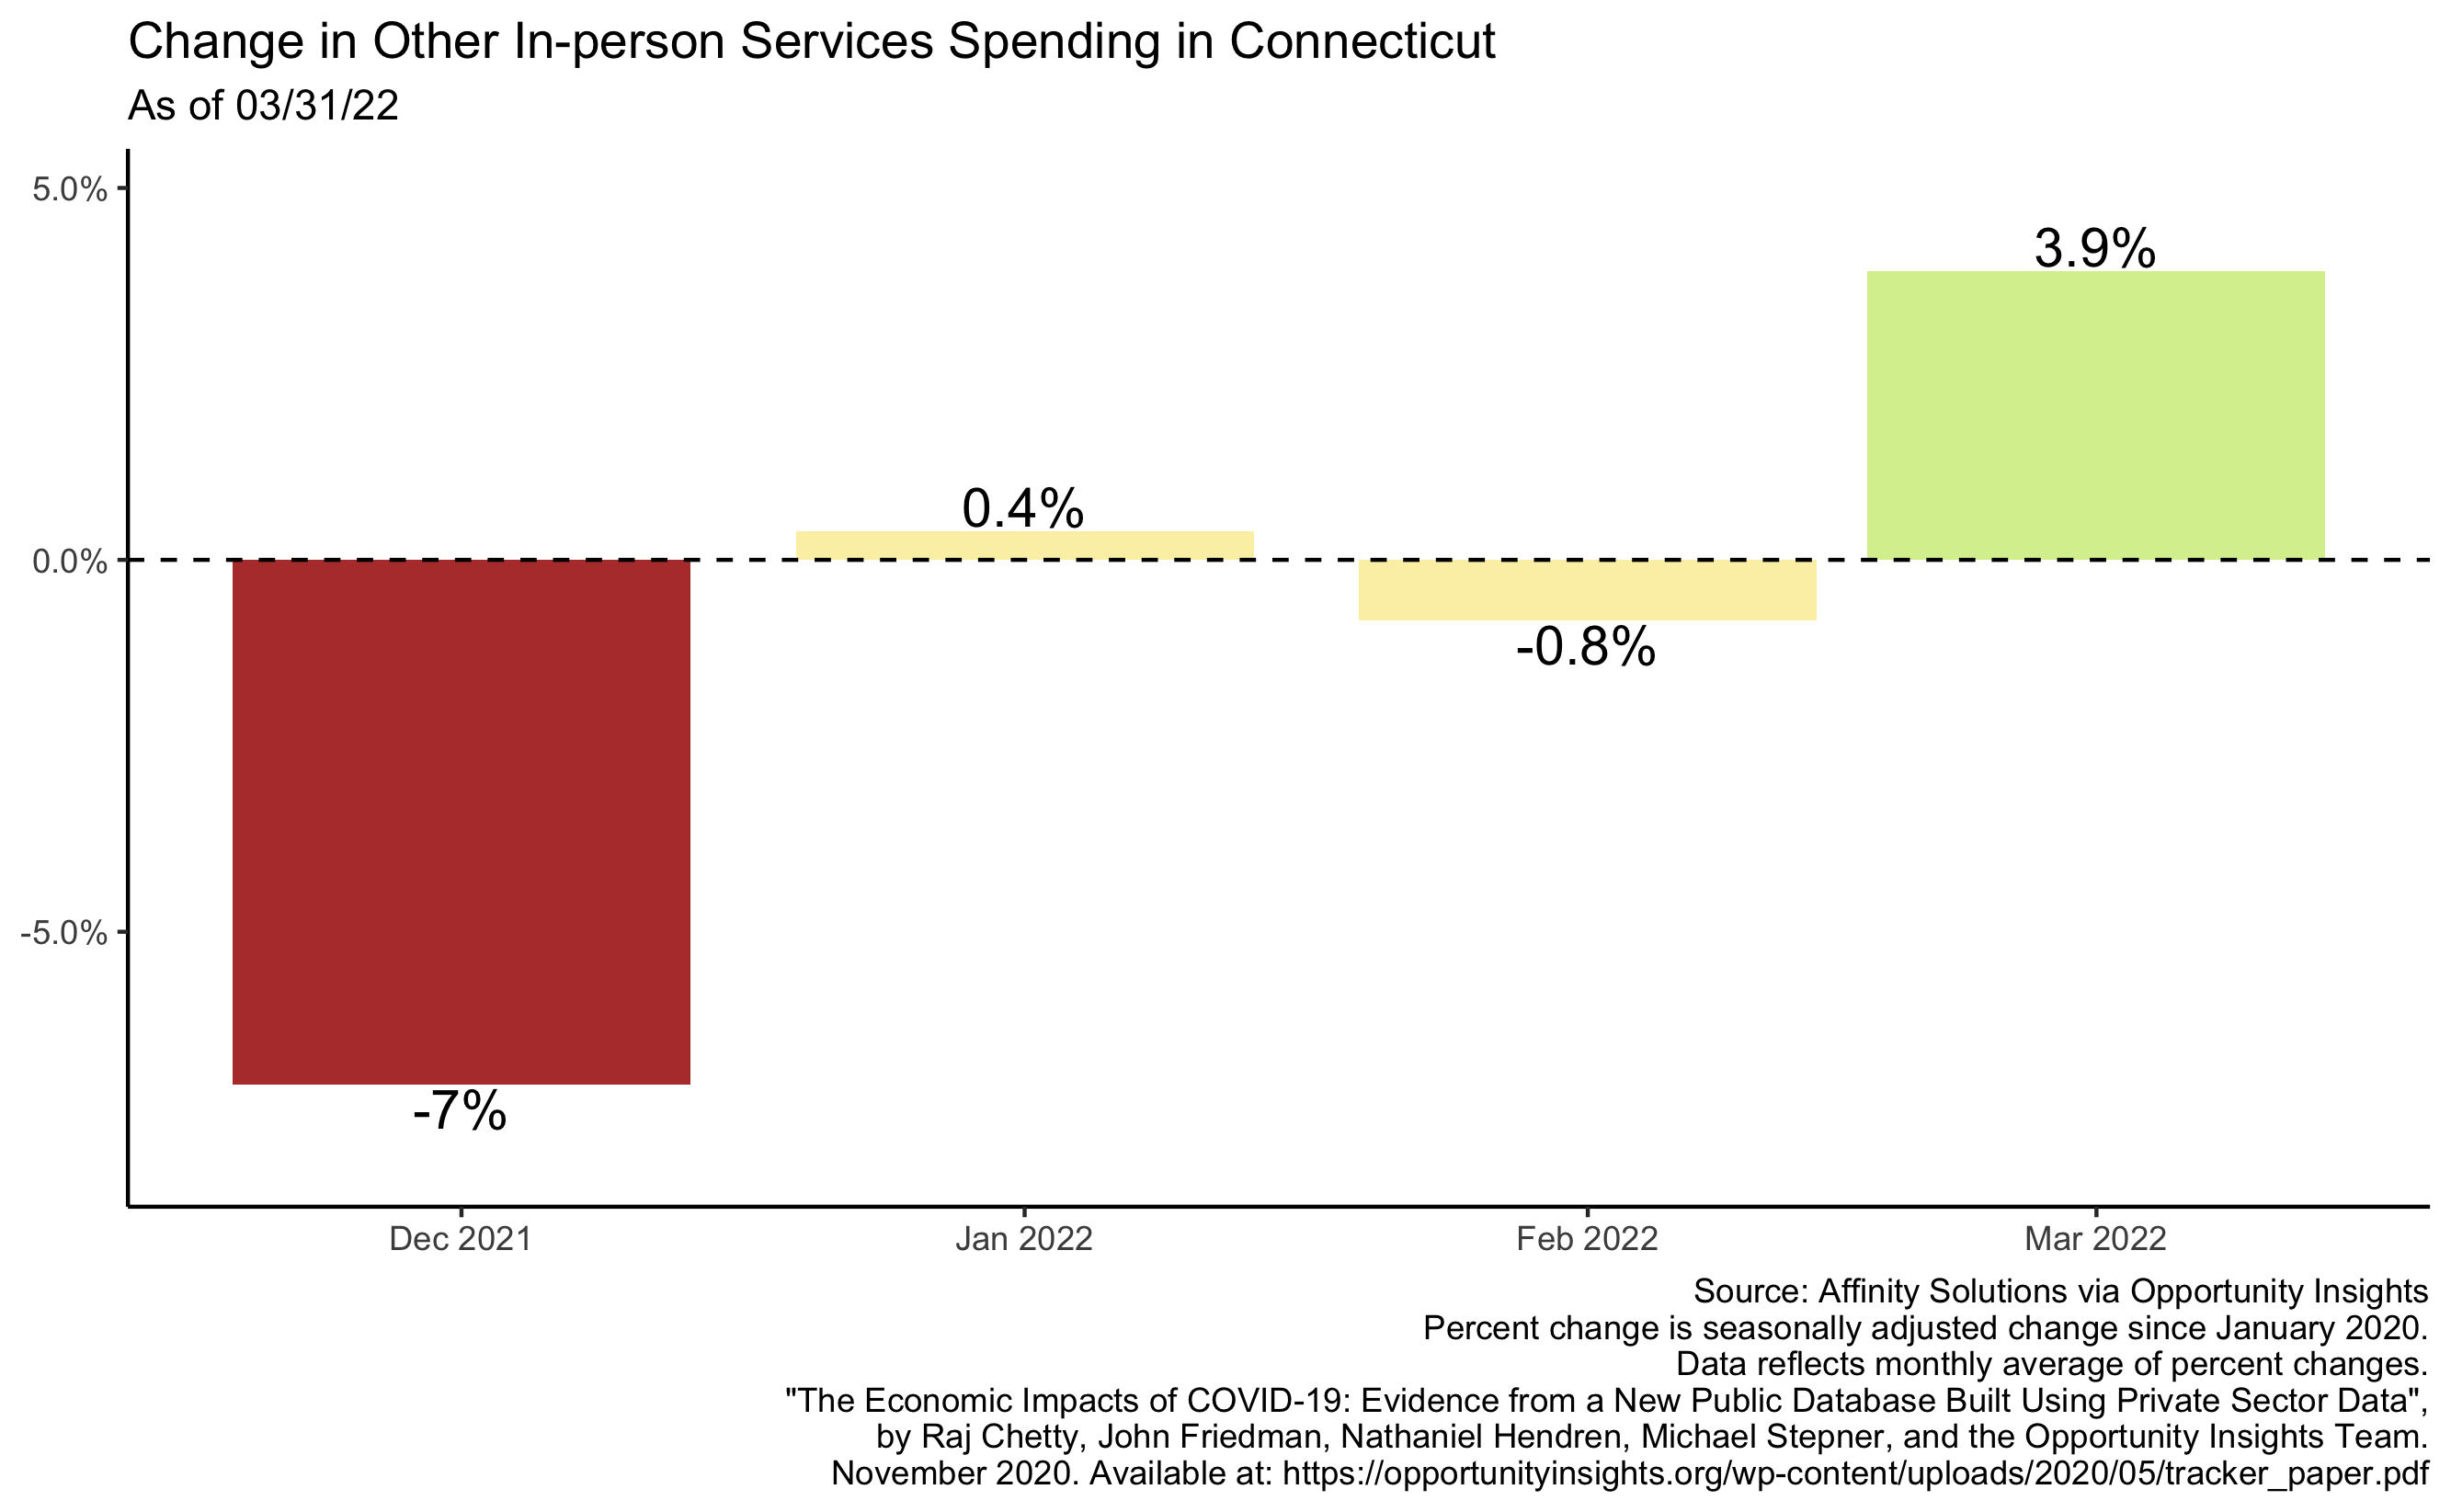 Change in Other In-person Services Spending in Connecticut
As of 03/31/22
5.0%
0.0%
-5.0%
-7%
0.4%
-0.8%
3.9%
Dec 2021
Jan 2022
Feb 2022
Mar 2022
Source: Affinity Solutions via Opportunity Insights
Percent change is seasonally adjusted change since January 2020.
Data reflects monthly average of percent changes.
"The Economic Impacts of COVID-19: Evidence from a New Public Database Built Using Private Sector Data",
by Raj Chetty, John Friedman, Nathaniel Hendren, Michael Stepner, and the Opportunity Insights Team.
November 2020. Available at: https://opportunityinsights.org/wp-content/uploads/2020/05/tracker_paper.pdf